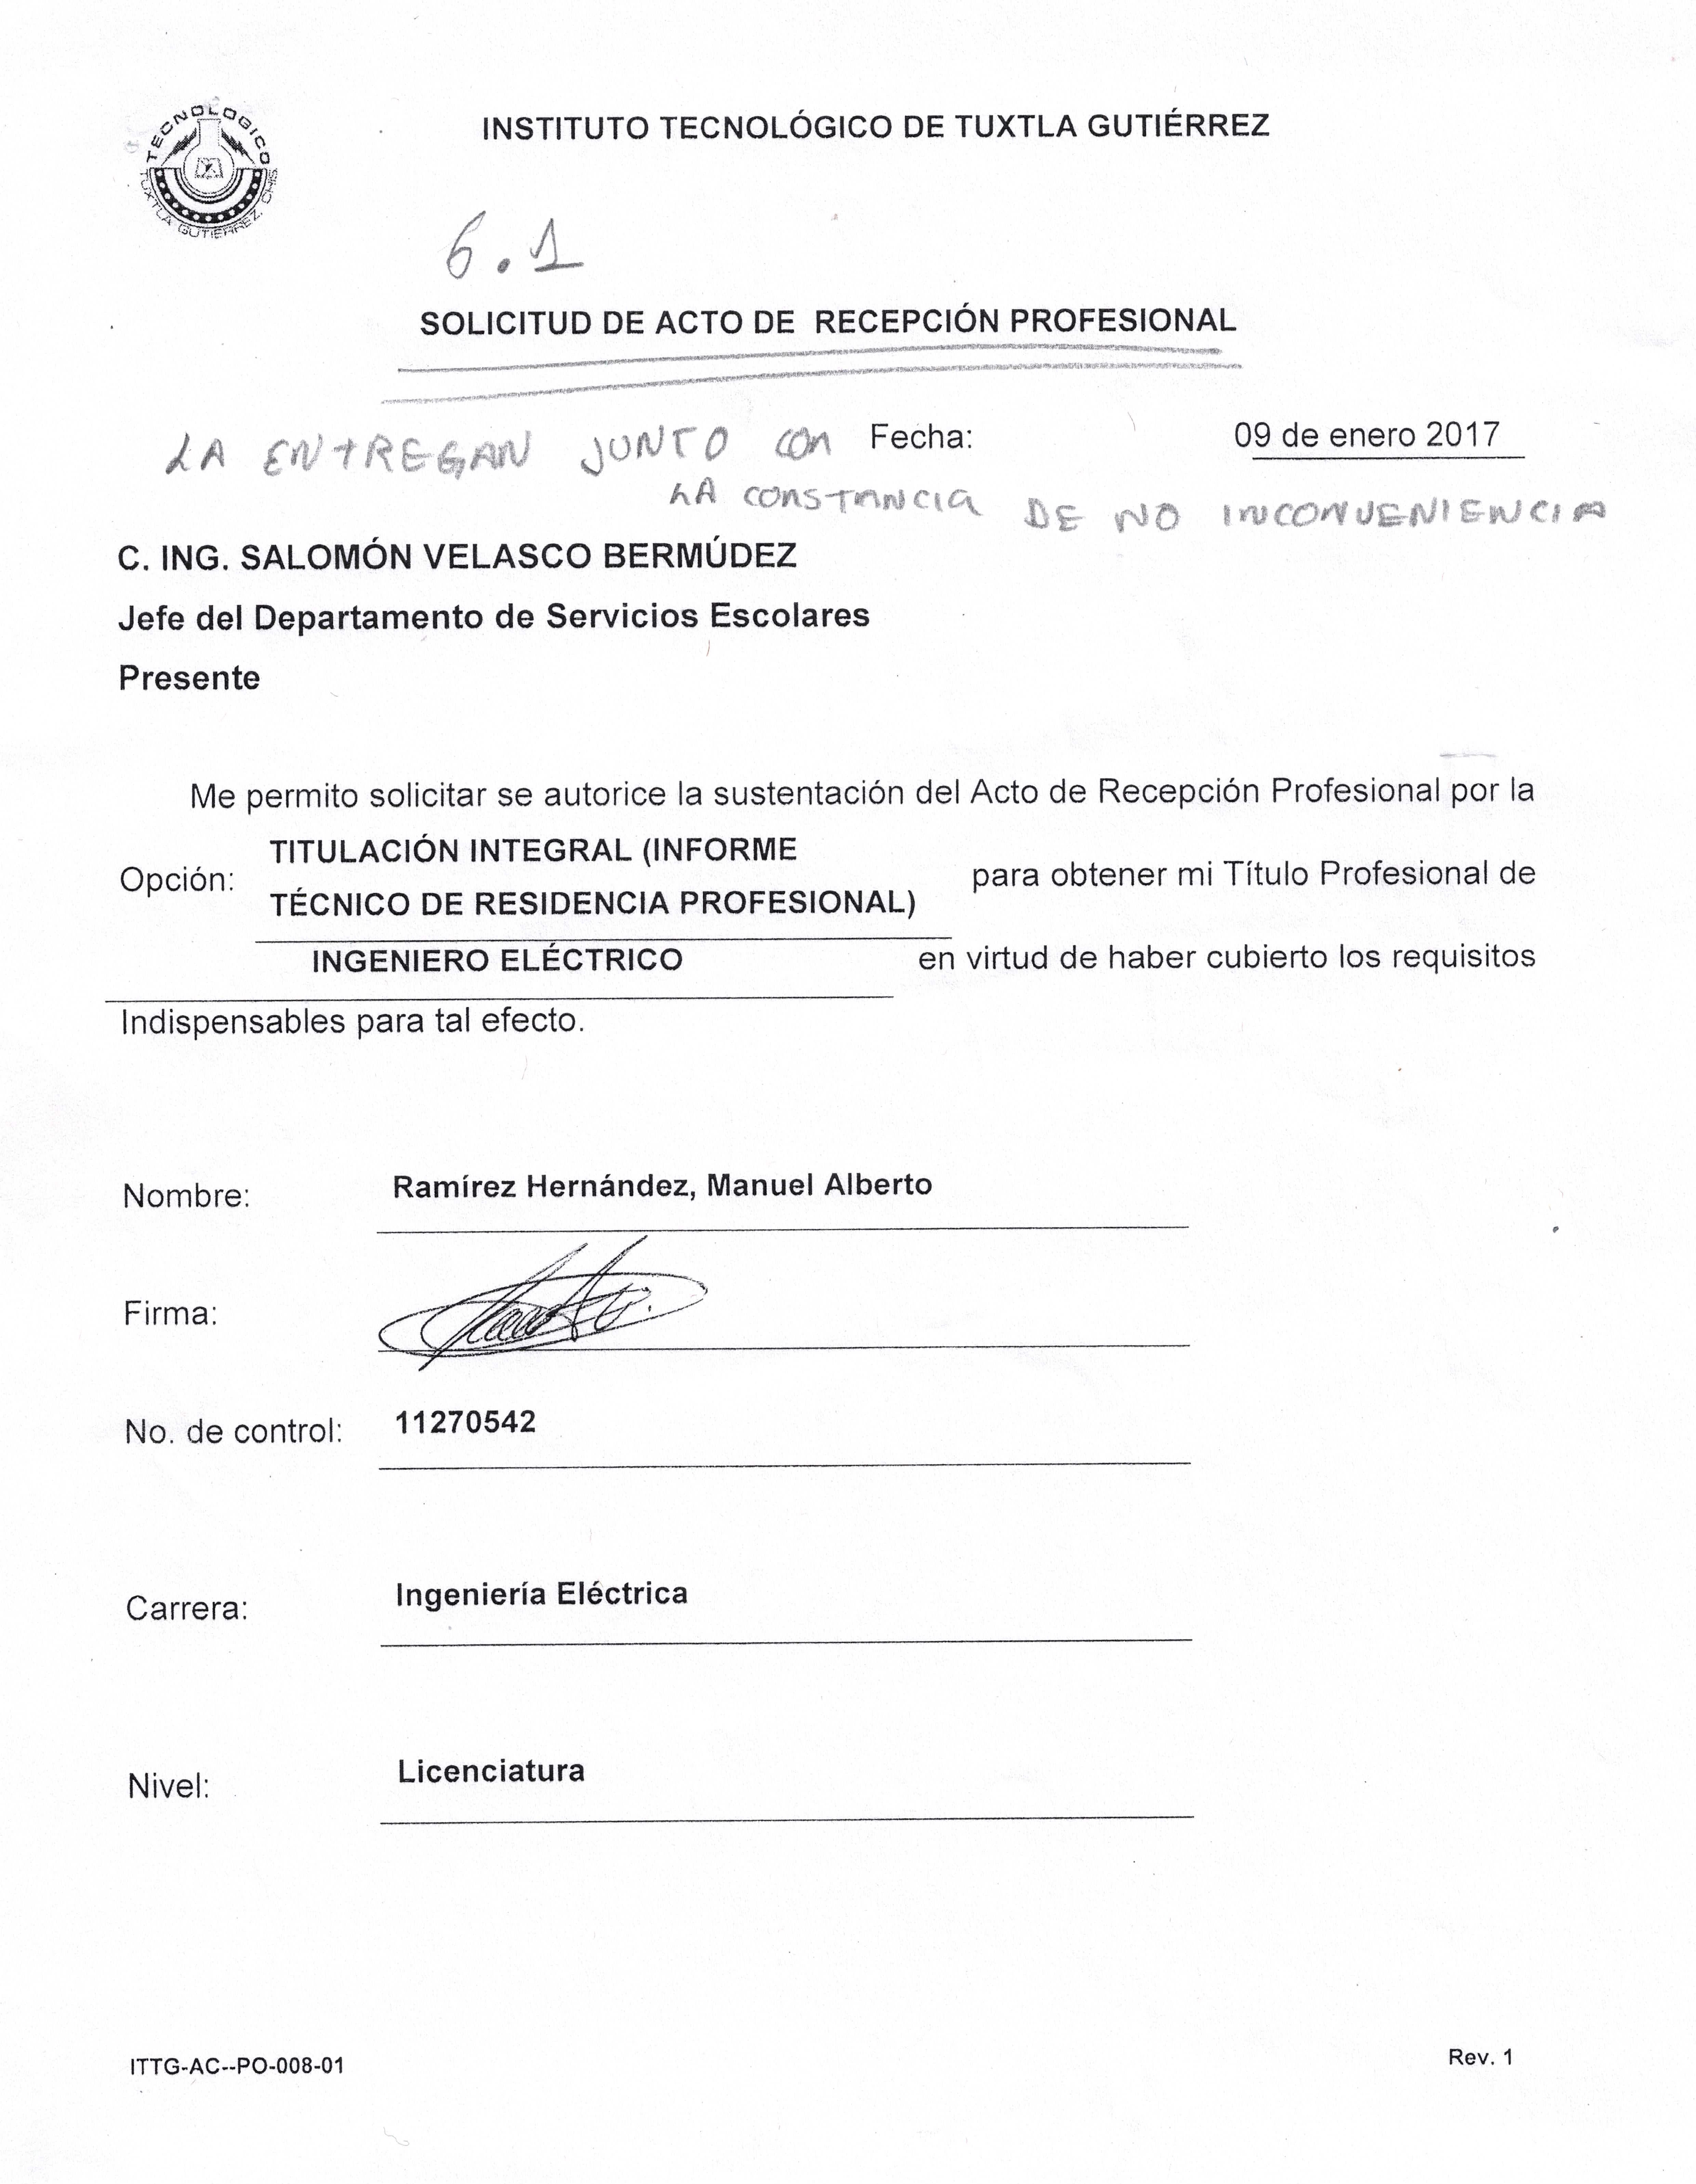 TECNOLOGICO
TUXTLA GUTIERREZ, CHIS.
INSTITUTO TECNOLÓGICO DE TUXTLA GUTIÉRREZ
6.1
SOLICITUD DE ACTO DE RECEPCIÓN PROFESIONAL
LA ENTREGAN JUNTO CON
Fecha: 09 de enero 2017
LA CONSTANCIA DE NO INCONVENIENCIA
C. ING. SALOMÓN VELASCO BERMÚDEZ
Jefe del Departamento de Servicios Escolares
Presente
Me permito solicitar se autorice la sustentación del Acto de Recepción Profesional por la
Opción: TITULACIÓN INTEGRAL (INFORME
TÉCNICO DE RESIDENCIA PROFESIONAL) para obtener mi Título Profesional de
INGENIERO ELÉCTRICO en virtud de haber cubierto los requisitos
Indispensables para tal efecto.
Nombre: Ramírez Hernández, Manuel Alberto
Firma:
No. de control: 11270542
Carrera: Ingeniería Eléctrica
Nivel: Licenciatura
ITTG-AC--PO-008-01 Rev. 1